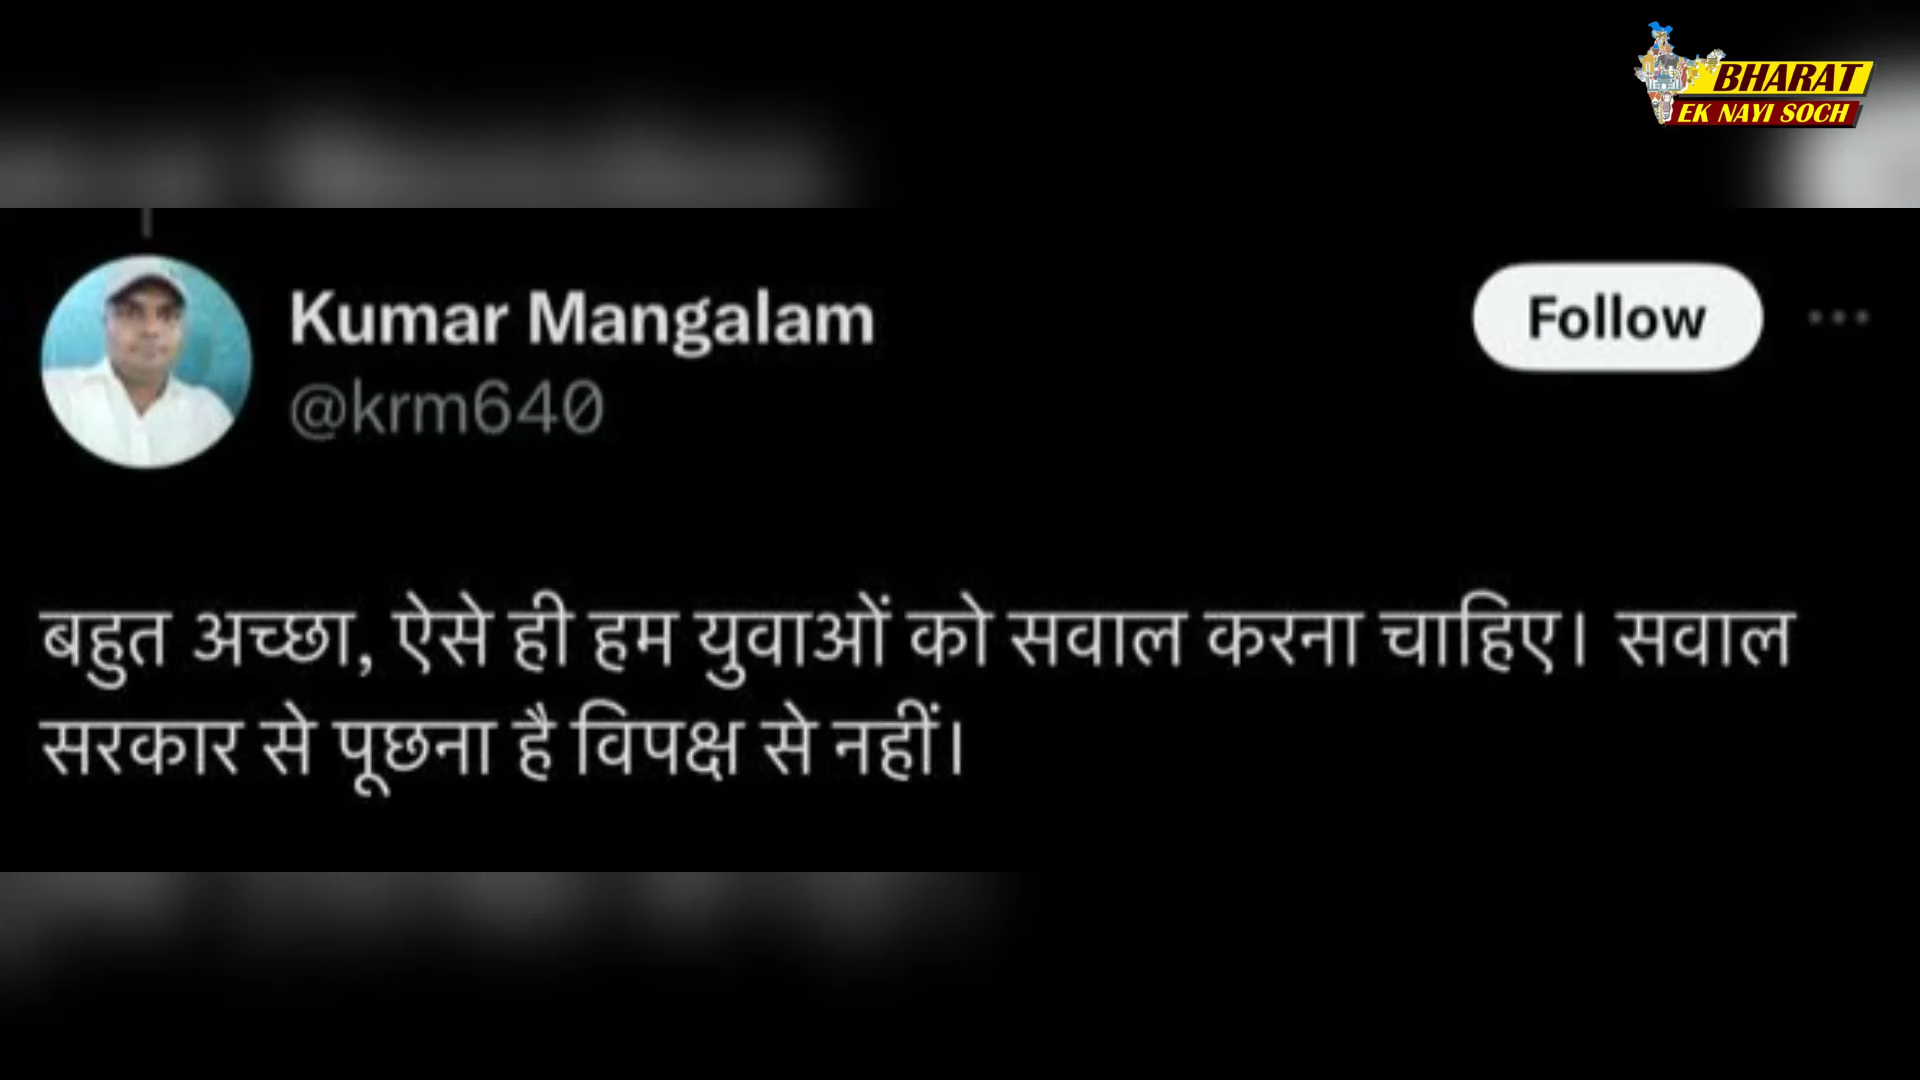 BHARAT
EK NAYI SOCH
Kumar Mangalam
Follow
@krm640
बहुत अच्छा, ऐसे ही हम युवाओं को सवाल करना चाहिए। सवाल
सरकार से पूछना है विपक्ष से नहीं।